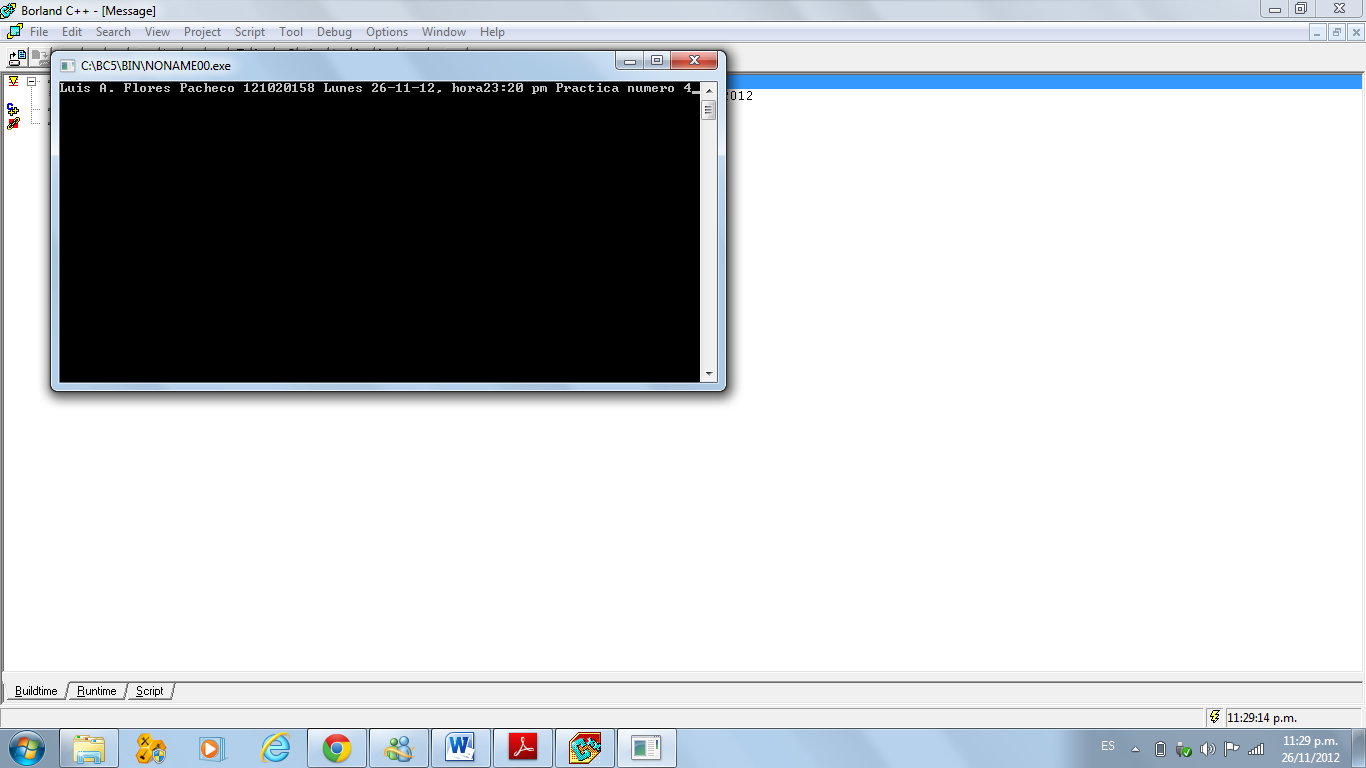 Borland C++ - [Message]
File Edit Search View Project Script Tool Debug Options Window Help
C:\BC5\BIN\NONAME00.exe
Luis A. Flores Pacheco 121020158 Lunes 26-11-12, hora23:20 pm Practica numero 4
2012
Buildtime Runtime Script
11:29:14 p.m.
ES
11:29 p.m.
26/11/2012